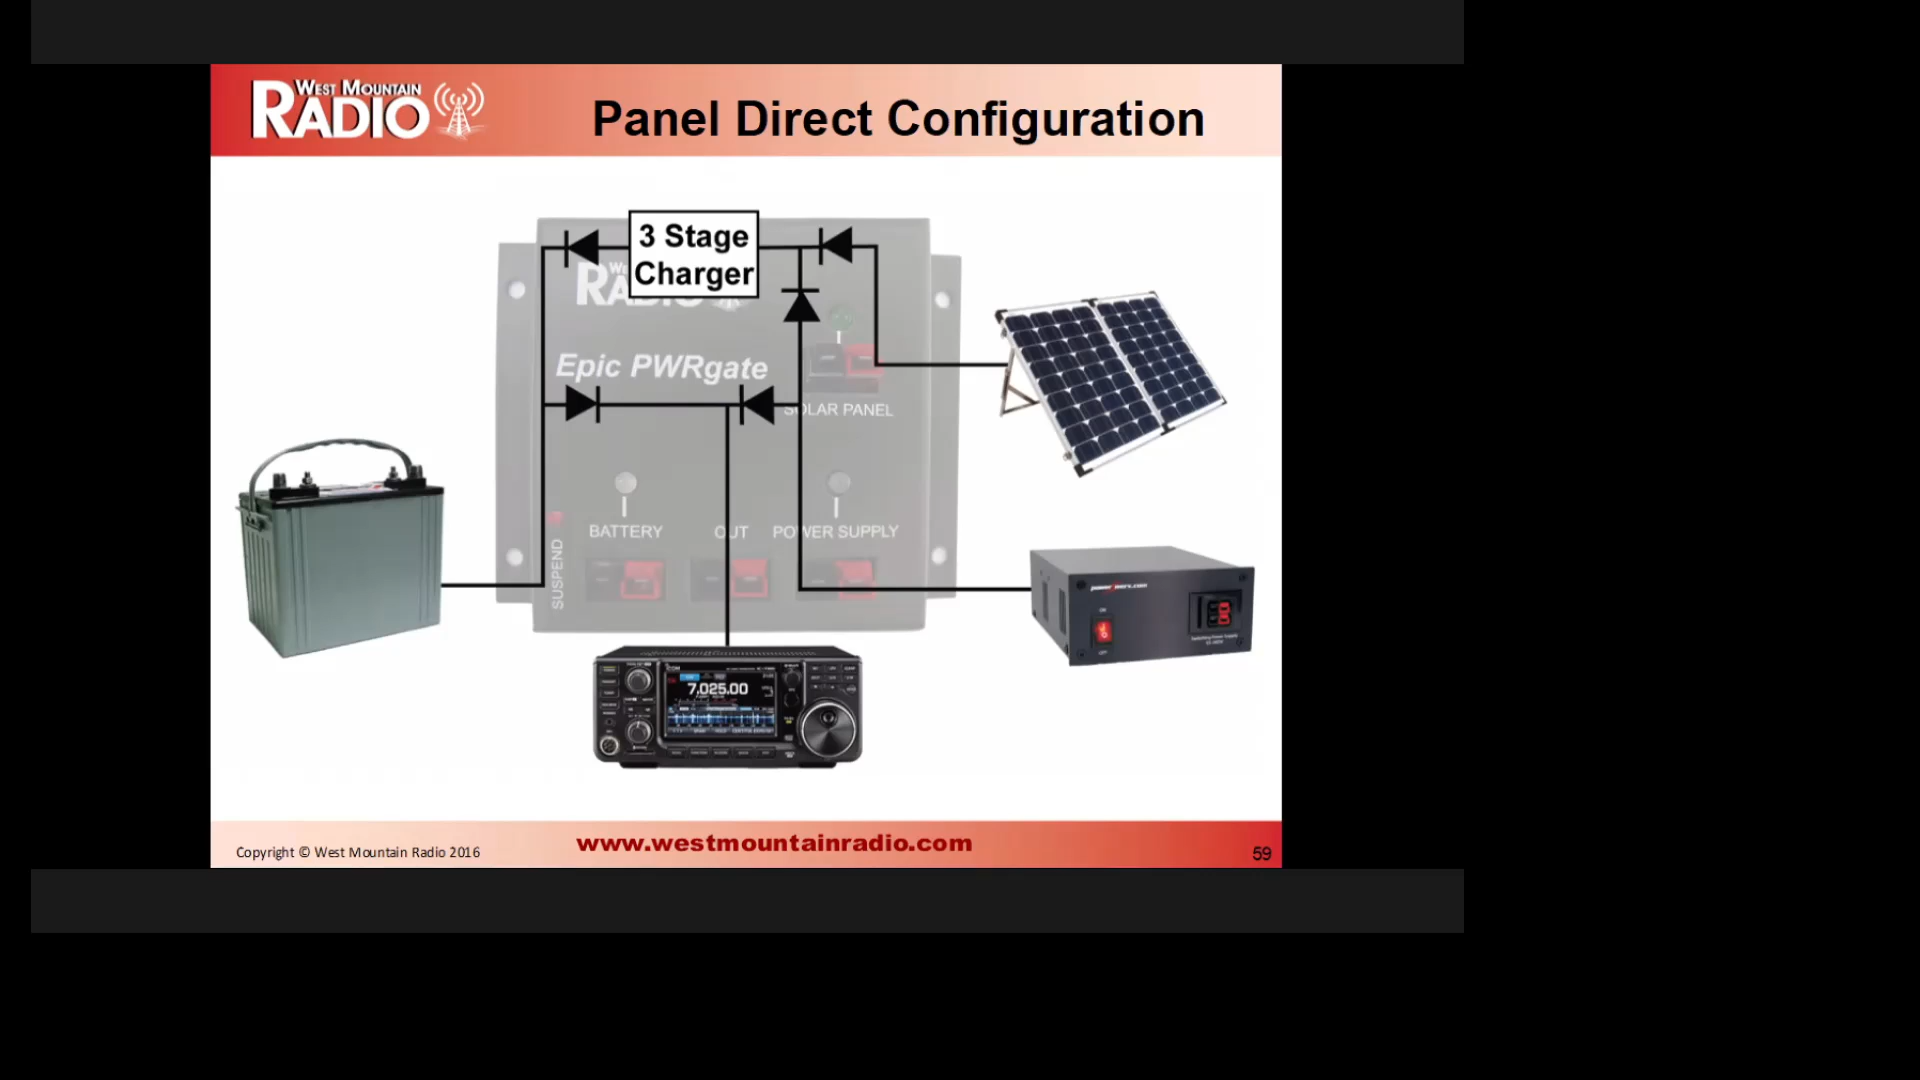 WEST MOUNTAIN
RADIO
Panel Direct Configuration
3 Stage
Charger
Epic PWRgate
SOLAR PANEL
BATTERY
OUT
POWER SUPPLY
SUSPEND
7.025.00
www.westmountainradio.com
Copyright © West Mountain Radio 2016
59